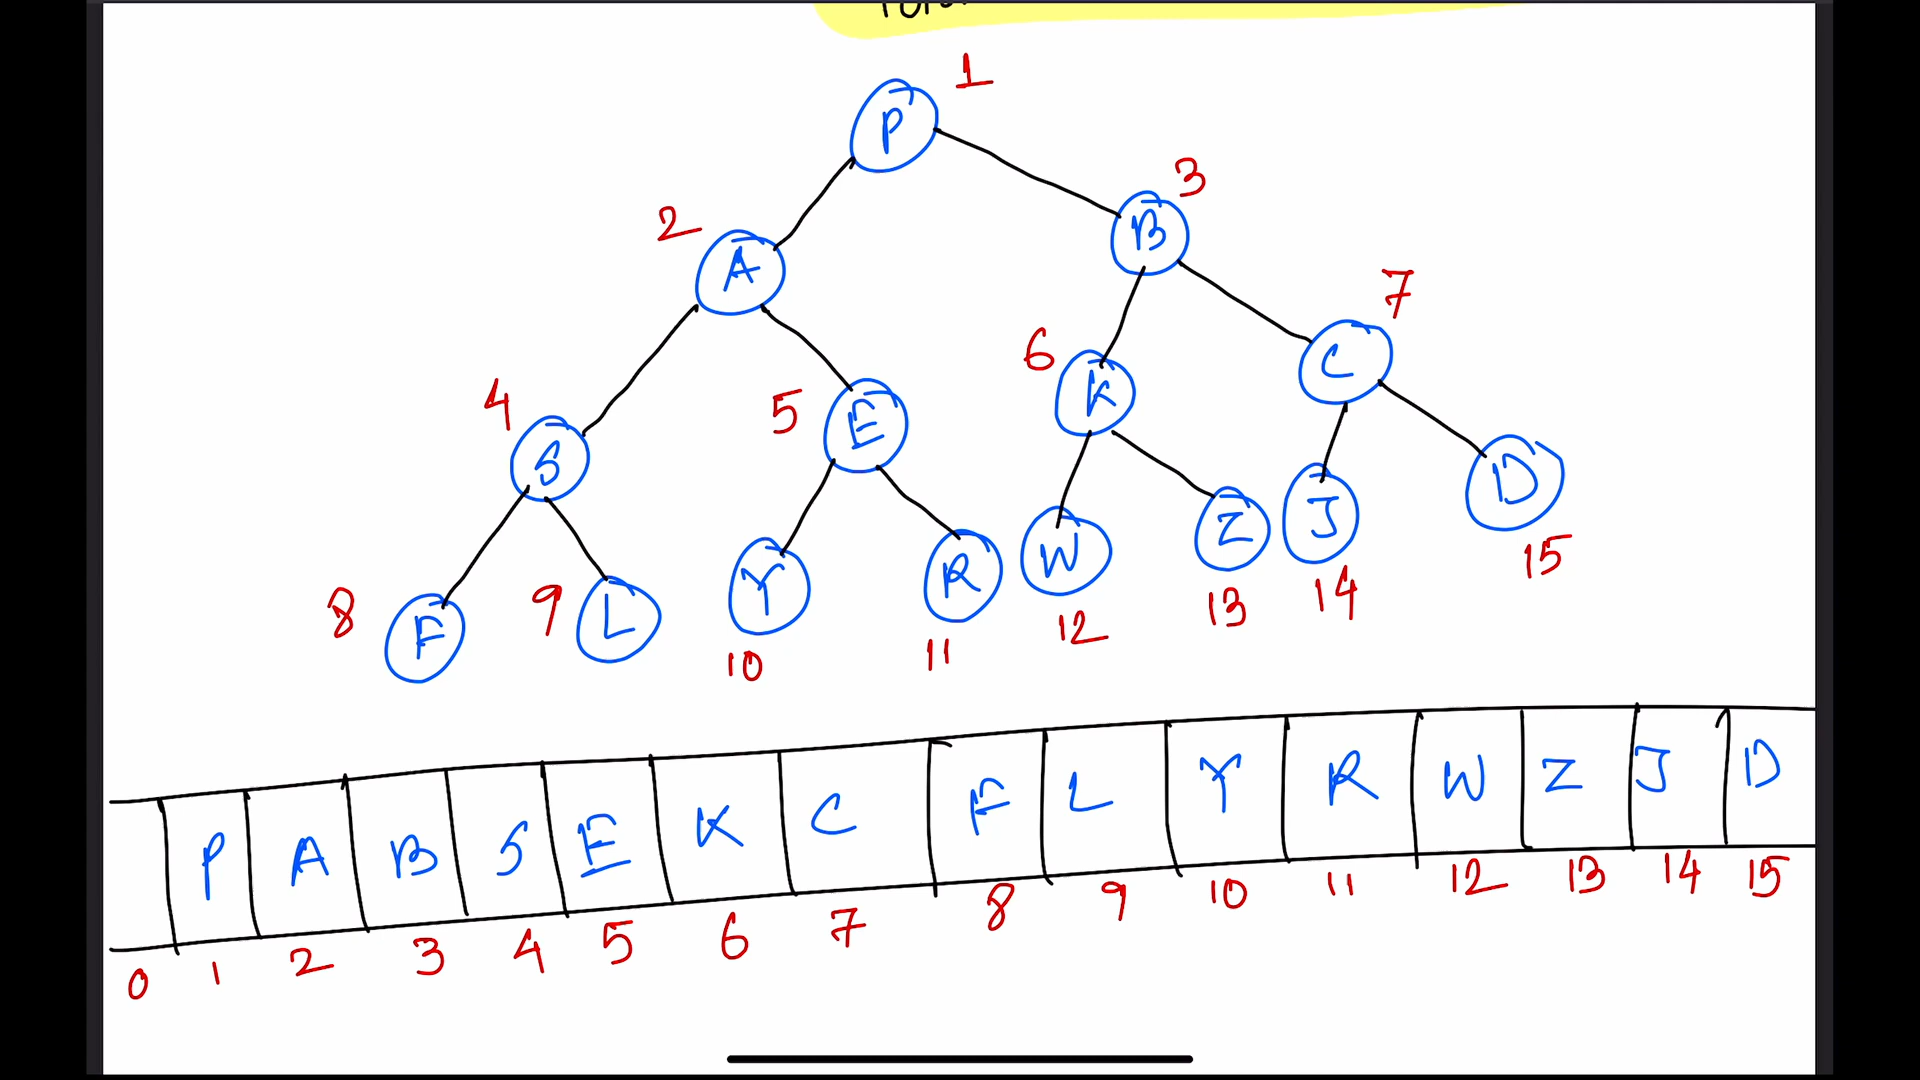 1
P
3
2
B
A
7
6
C
4
5
K
E
S
D
J
Z
W
15
R
Y
14
8
9
L
13
F
12
11
10
P A B S E K C F L Y R W Z J D
0 1 2 3 4 5 6 7 8 9 10 11 12 13 14 15